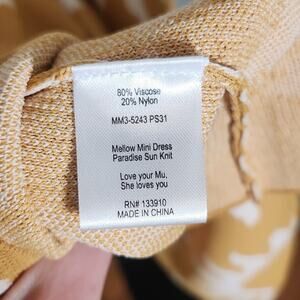 80% Viscose
20% Nylon
MM3-5243 PS31
Mellow Mini Dress
Paradise Sun Knit
Love your Mu,
She loves you
RN# 133910
MADE IN CHINA